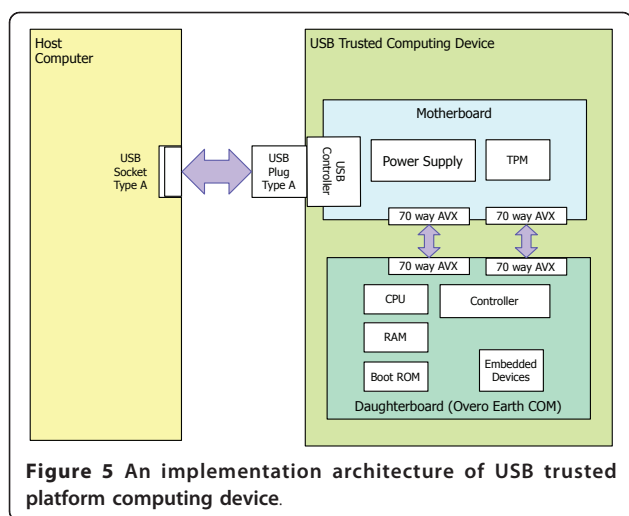 Host
Computer
USB Trusted Computing Device
Motherboard
USB
Socket
Type A
USB
Plug
Type A
USB
Controller
Power Supply
TPM
70 way AVX
70 way AVX
70 way AVX
70 way AVX
CPU
Controller
RAM
Boot ROM
Embedded
Devices
Daughterboard (Overo Earth COM)
Figure 5 An implementation architecture of USB trusted
platform computing device.